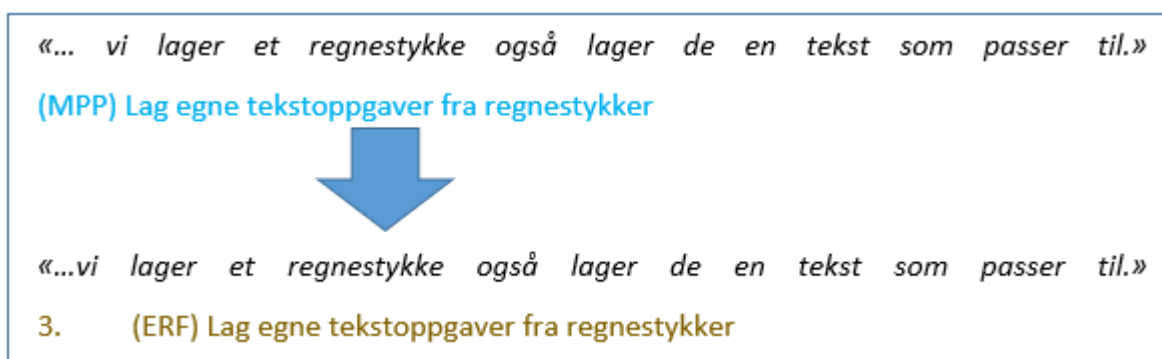 «… vi lager et regnestykke også lager de en tekst som passer til.»
(MPP) Lag egne tekstoppgaver fra regnestykker
«…vi lager et regnestykke også lager de en tekst som passer til.»
3. (ERF) Lag egne tekstoppgaver fra regnestykker